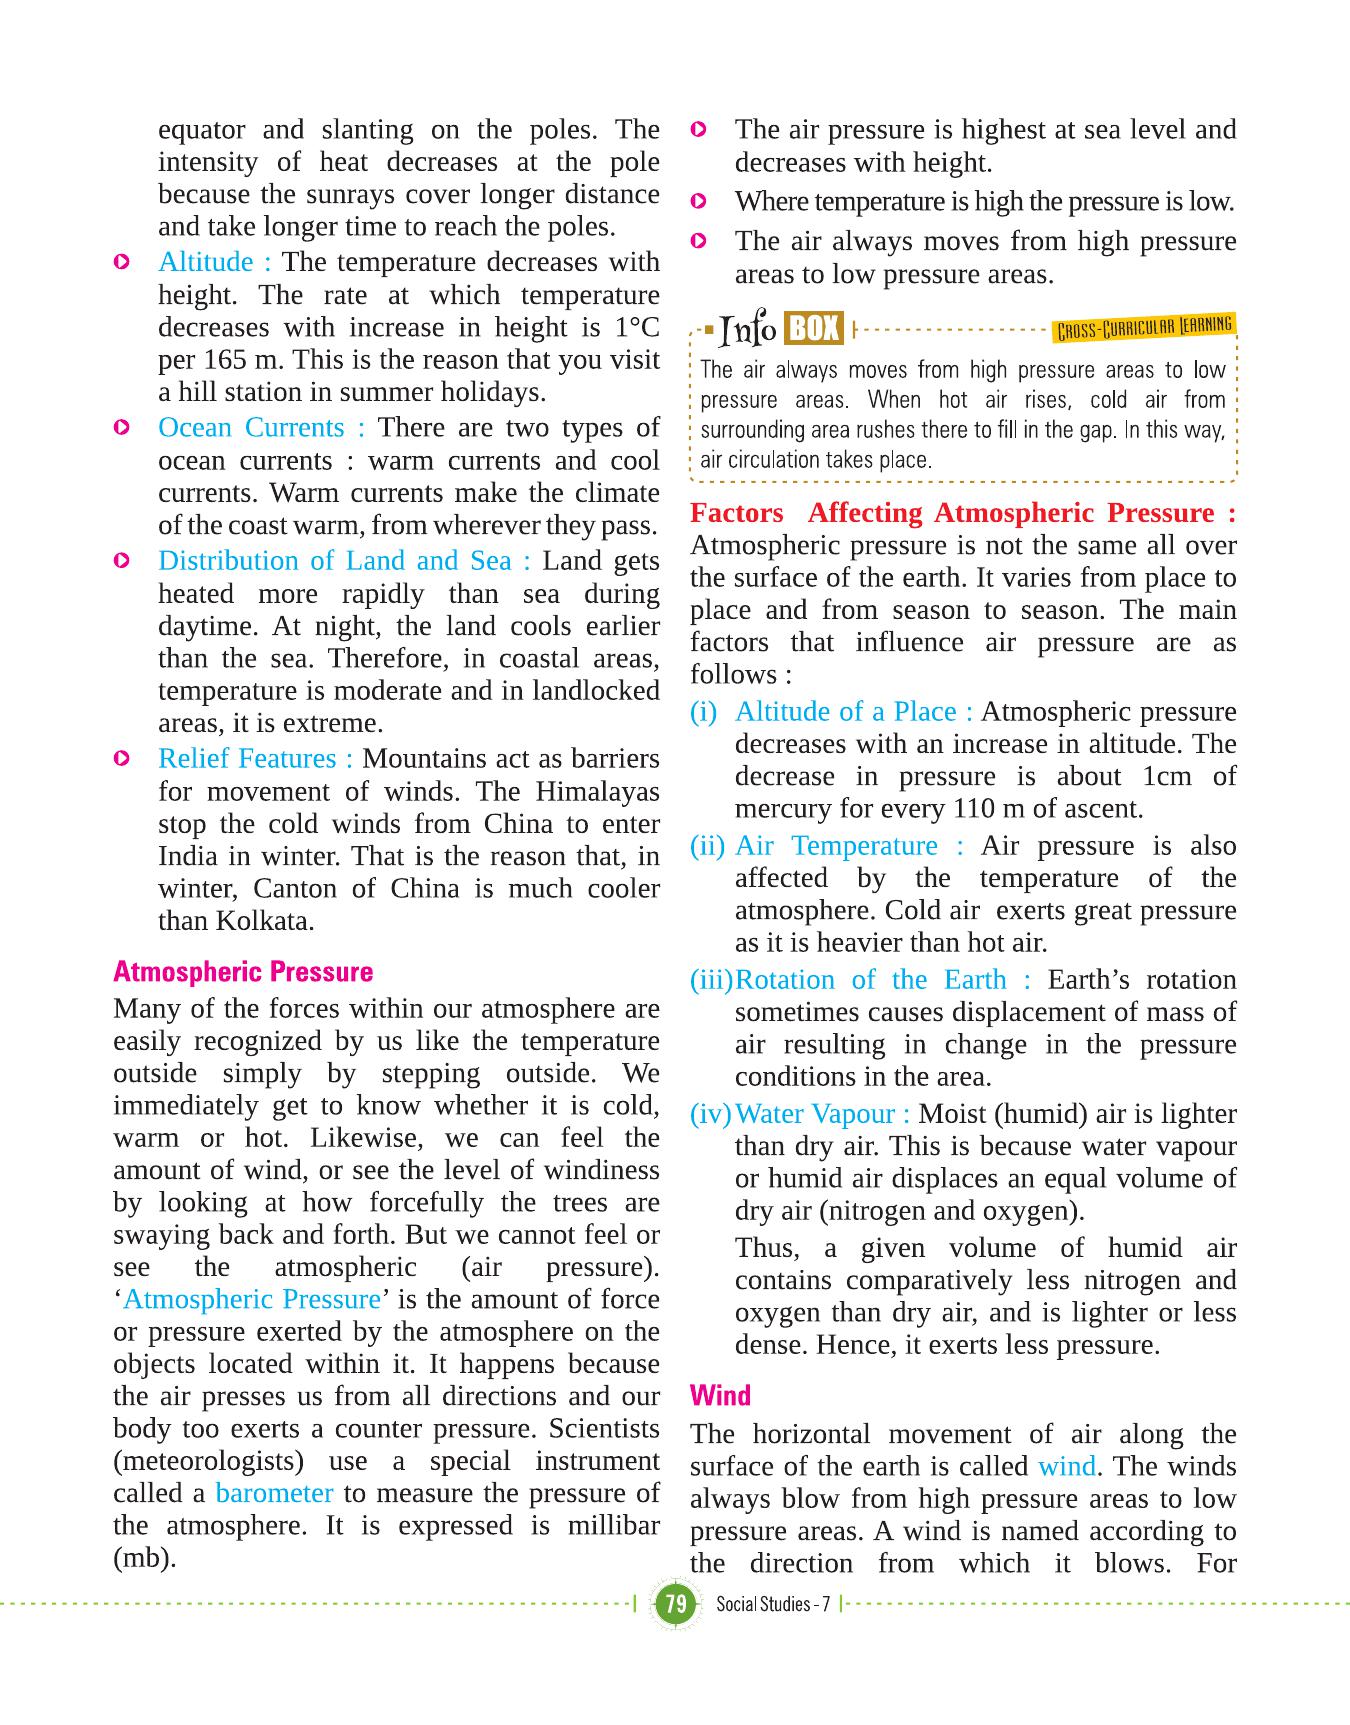 equator and slanting on the poles. The
intensity of heat decreases at the pole
because the sunrays cover longer distance
and take longer time to reach the poles.
Altitude : The temperature decreases with
height. The rate at which temperature
decreases with increase in height is 1°C
per 165 m. This is the reason that you visit
a hill station in summer holidays.
Ocean Currents : There are two types of
ocean currents : warm currents and cool
currents. Warm currents make the climate
of the coast warm, from wherever they pass.
Distribution of Land and Sea : Land gets
heated more rapidly than sea during
daytime. At night, the land cools earlier
than the sea. Therefore, in coastal areas,
temperature is moderate and in landlocked
areas, it is extreme.
Relief Features : Mountains act as barriers
for movement of winds. The Himalayas
stop the cold winds from China to enter
India in winter. That is the reason that, in
winter, Canton of China is much cooler
than Kolkata.
Atmospheric Pressure
Many of the forces within our atmosphere are
easily recognized by us like the temperature
outside simply by stepping outside. We
immediately get to know whether it is cold,
warm or hot. Likewise, we can feel the
amount of wind, or see the level of windiness
by looking at how forcefully the trees are
swaying back and forth. But we cannot feel or
see the atmospheric (air pressure).
‘Atmospheric Pressure’ is the amount of force
or pressure exerted by the atmosphere on the
objects located within it. It happens because
the air presses us from all directions and our
body too exerts a counter pressure. Scientists
(meteorologists) use a special instrument
called a barometer to measure the pressure of
the atmosphere. It is expressed is millibar
(mb).
The air pressure is highest at sea level and
decreases with height.
Where temperature is high the pressure is low.
The air always moves from high pressure
areas to low pressure areas.
Info BOX
Cross-Curricular Learning
The air always moves from high pressure areas to low
pressure areas. When hot air rises, cold air from
surrounding area rushes there to fill in the gap. In this way,
air circulation takes place.
Factors Affecting Atmospheric Pressure :
Atmospheric pressure is not the same all over
the surface of the earth. It varies from place to
place and from season to season. The main
factors that influence air pressure are as
follows :
(i) Altitude of a Place : Atmospheric pressure
decreases with an increase in altitude. The
decrease in pressure is about 1cm of
mercury for every 110 m of ascent.
(ii) Air Temperature : Air pressure is also
affected by the temperature of the
atmosphere. Cold air exerts great pressure
as it is heavier than hot air.
(iii) Rotation of the Earth : Earth’s rotation
sometimes causes displacement of mass of
air resulting in change in the pressure
conditions in the area.
(iv) Water Vapour : Moist (humid) air is lighter
than dry air. This is because water vapour
or humid air displaces an equal volume of
dry air (nitrogen and oxygen).
Thus, a given volume of humid air
contains comparatively less nitrogen and
oxygen than dry air, and is lighter or less
dense. Hence, it exerts less pressure.
Wind
The horizontal movement of air along the
surface of the earth is called wind. The winds
always blow from high pressure areas to low
pressure areas. A wind is named according to
the direction from which it blows. For
79 Social Studies - 7